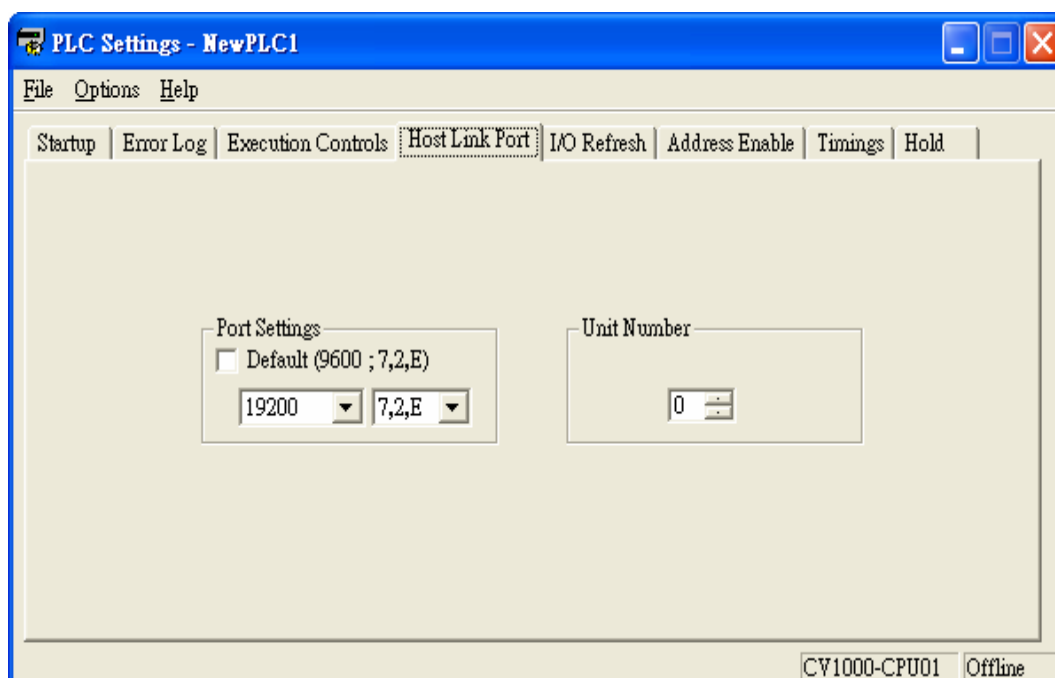 PLC Settings - NewPLC1
File Options Help
Startup Error Log Execution Controls Host Link Port I/O Refresh Address Enable Timings Hold
Port Settings
Default (9600 ; 7,2,E)
19200 7,2,E
Unit Number
0
CV1000-CPU01 Offline